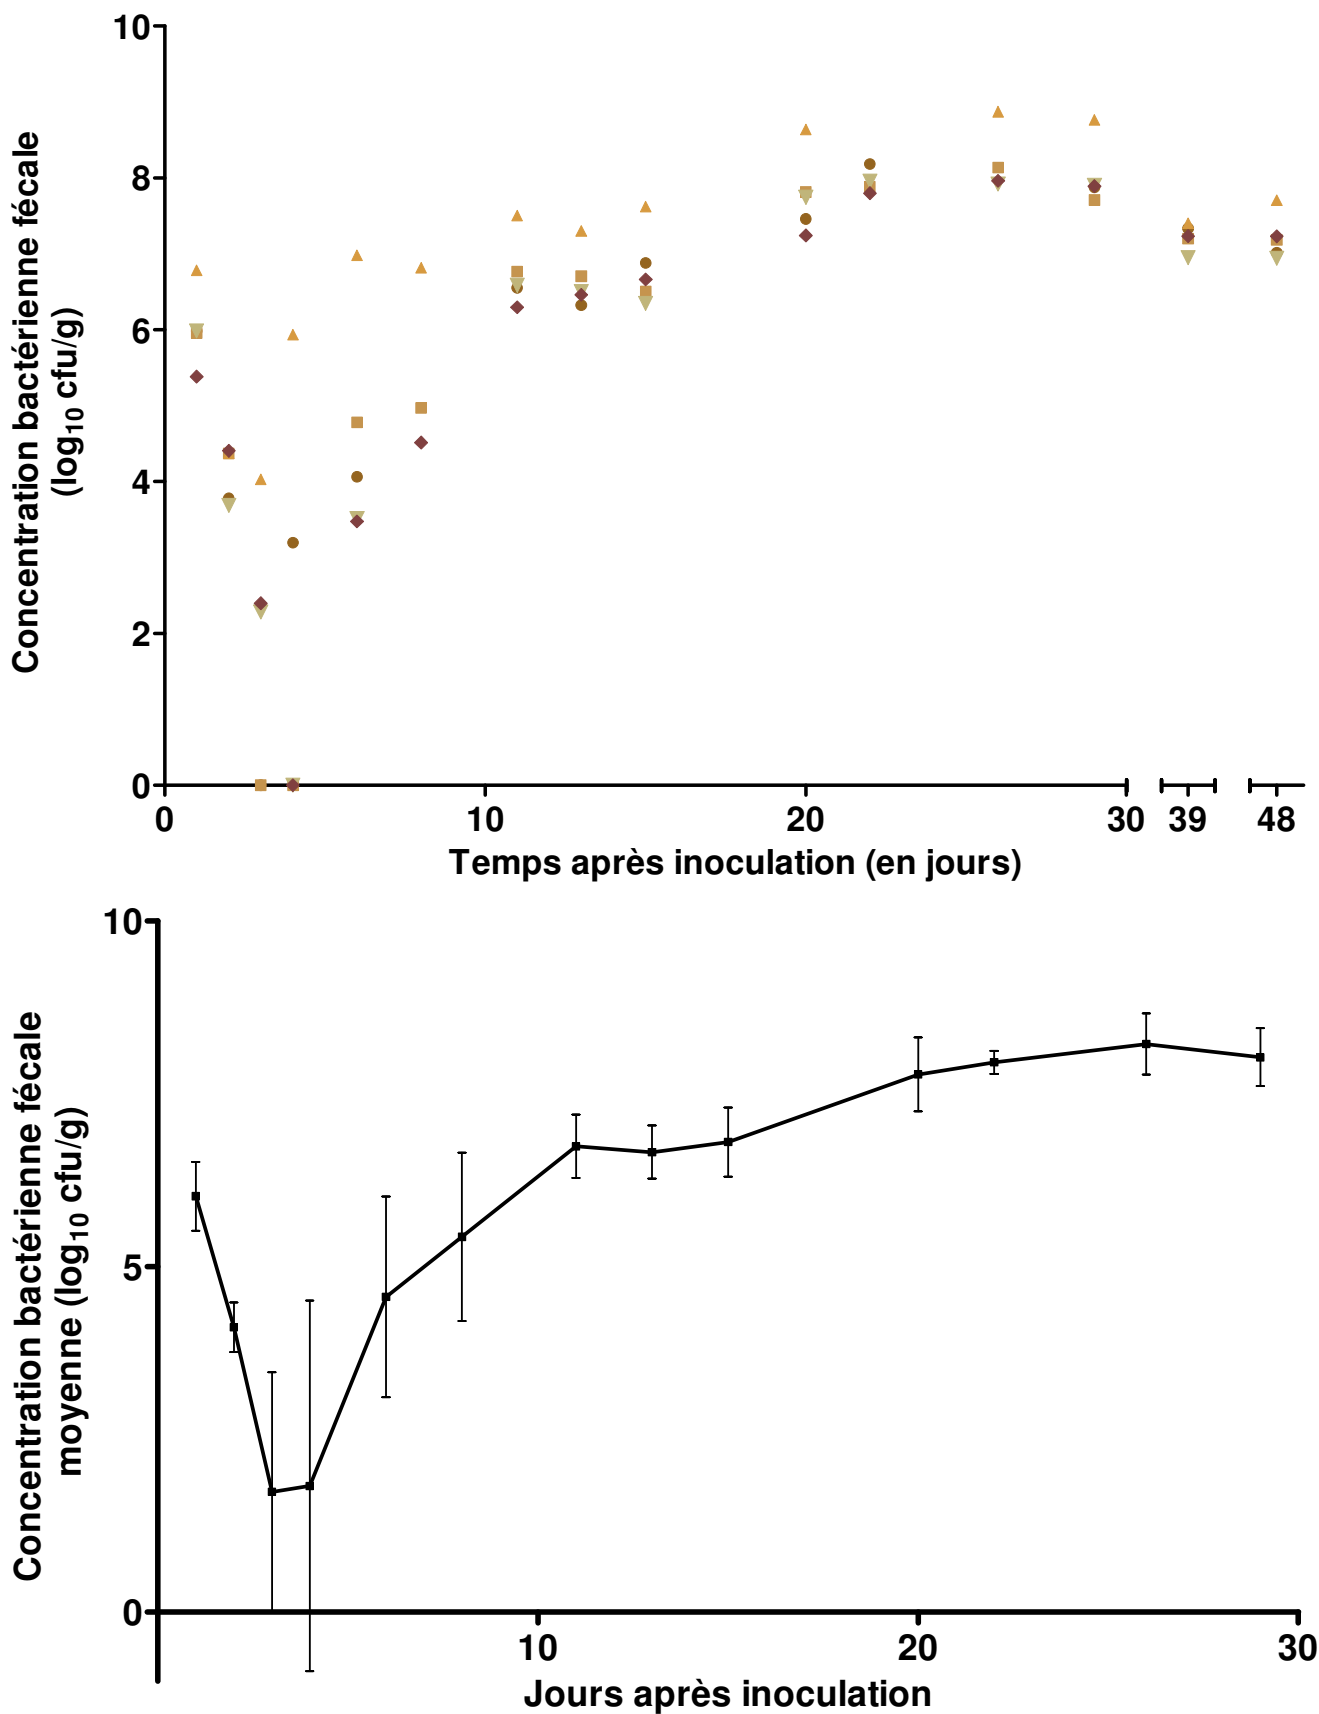 10
8
6
4
2
0
Concentration bactérienne fécale
(log10 cfu/g)
0 10 20 30 39 48
Temps après inoculation (en jours)
10
5
0
Concentration bactérienne fécale
moyenne (log10 cfu/g)
10 20 30
Jours après inoculation